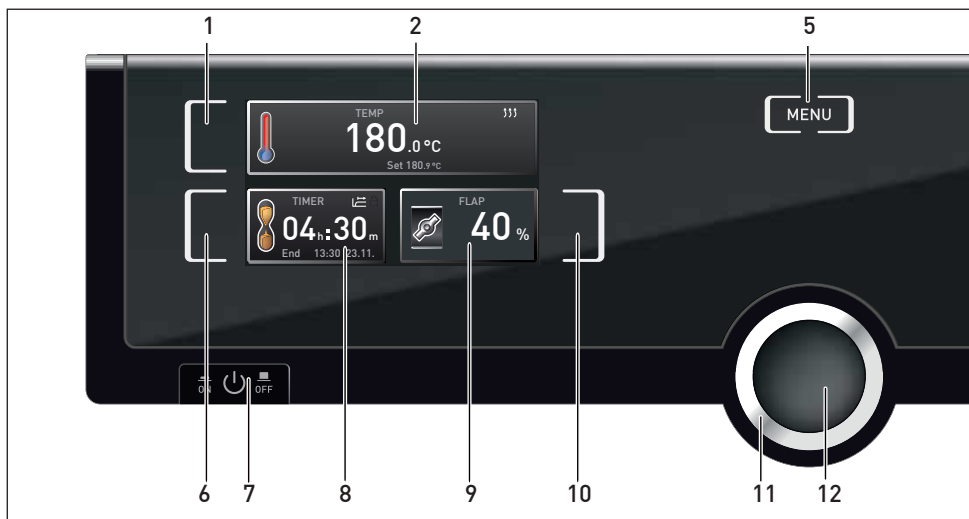 1 2 5
MENU
TEMP
180.0 °C
Set 180.9 °C
TIMER
04h:30m
End 13:30 23.11.
FLAP
40 %
ON OFF
6 7 8 9 10 11 12